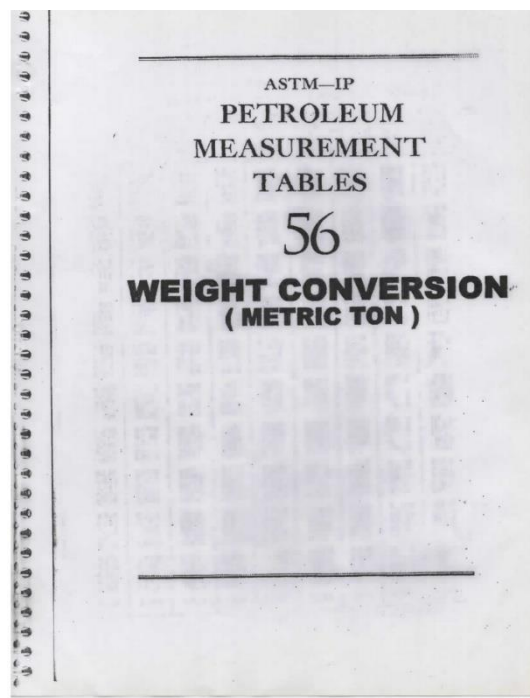 ASTM—IP
PETROLEUM
MEASUREMENT
TABLES
56
WEIGHT CONVERSION
( METRIC TON )